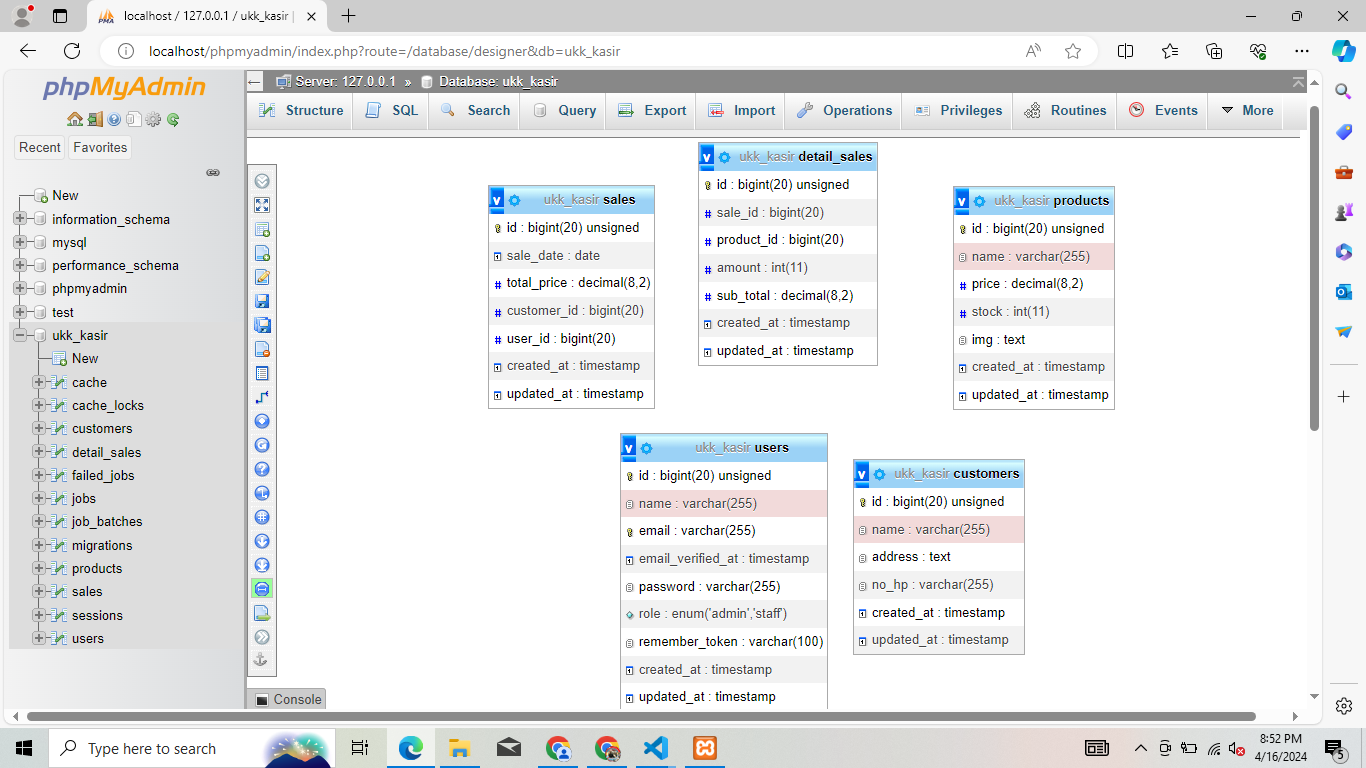 localhost / 127.0.0.1 / ukk_kasir |
localhost/phpmyadmin/index.php?route=/database/designer&db=ukk_kasir
phpMyAdmin
Recent Favorites
New
information_schema
mysql
performance_schema
phpmyadmin
test
ukk_kasir
New
cache
cache_locks
customers
detail_sales
failed_jobs
jobs
job_batches
migrations
products
sales
sessions
users
Server: 127.0.0.1 » Database: ukk_kasir
Structure SQL Search Query Export Import Operations Privileges Routines Events More
v ukk_kasir sales
id : bigint(20) unsigned
sale_date : date
# total_price : decimal(8,2)
# customer_id : bigint(20)
# user_id : bigint(20)
created_at : timestamp
updated_at : timestamp
v ukk_kasir detail_sales
id : bigint(20) unsigned
# sale_id : bigint(20)
# product_id : bigint(20)
# amount : int(11)
# sub_total : decimal(8,2)
created_at : timestamp
updated_at : timestamp
v ukk_kasir products
id : bigint(20) unsigned
name : varchar(255)
# price : decimal(8,2)
# stock : int(11)
img : text
created_at : timestamp
updated_at : timestamp
v ukk_kasir users
id : bigint(20) unsigned
name : varchar(255)
email : varchar(255)
email_verified_at : timestamp
password : varchar(255)
role : enum('admin','staff')
remember_token : varchar(100)
created_at : timestamp
updated_at : timestamp
v ukk_kasir customers
id : bigint(20) unsigned
name : varchar(255)
address : text
no_hp : varchar(255)
created_at : timestamp
updated_at : timestamp
Console
Type here to search
8:52 PM
4/16/2024
5